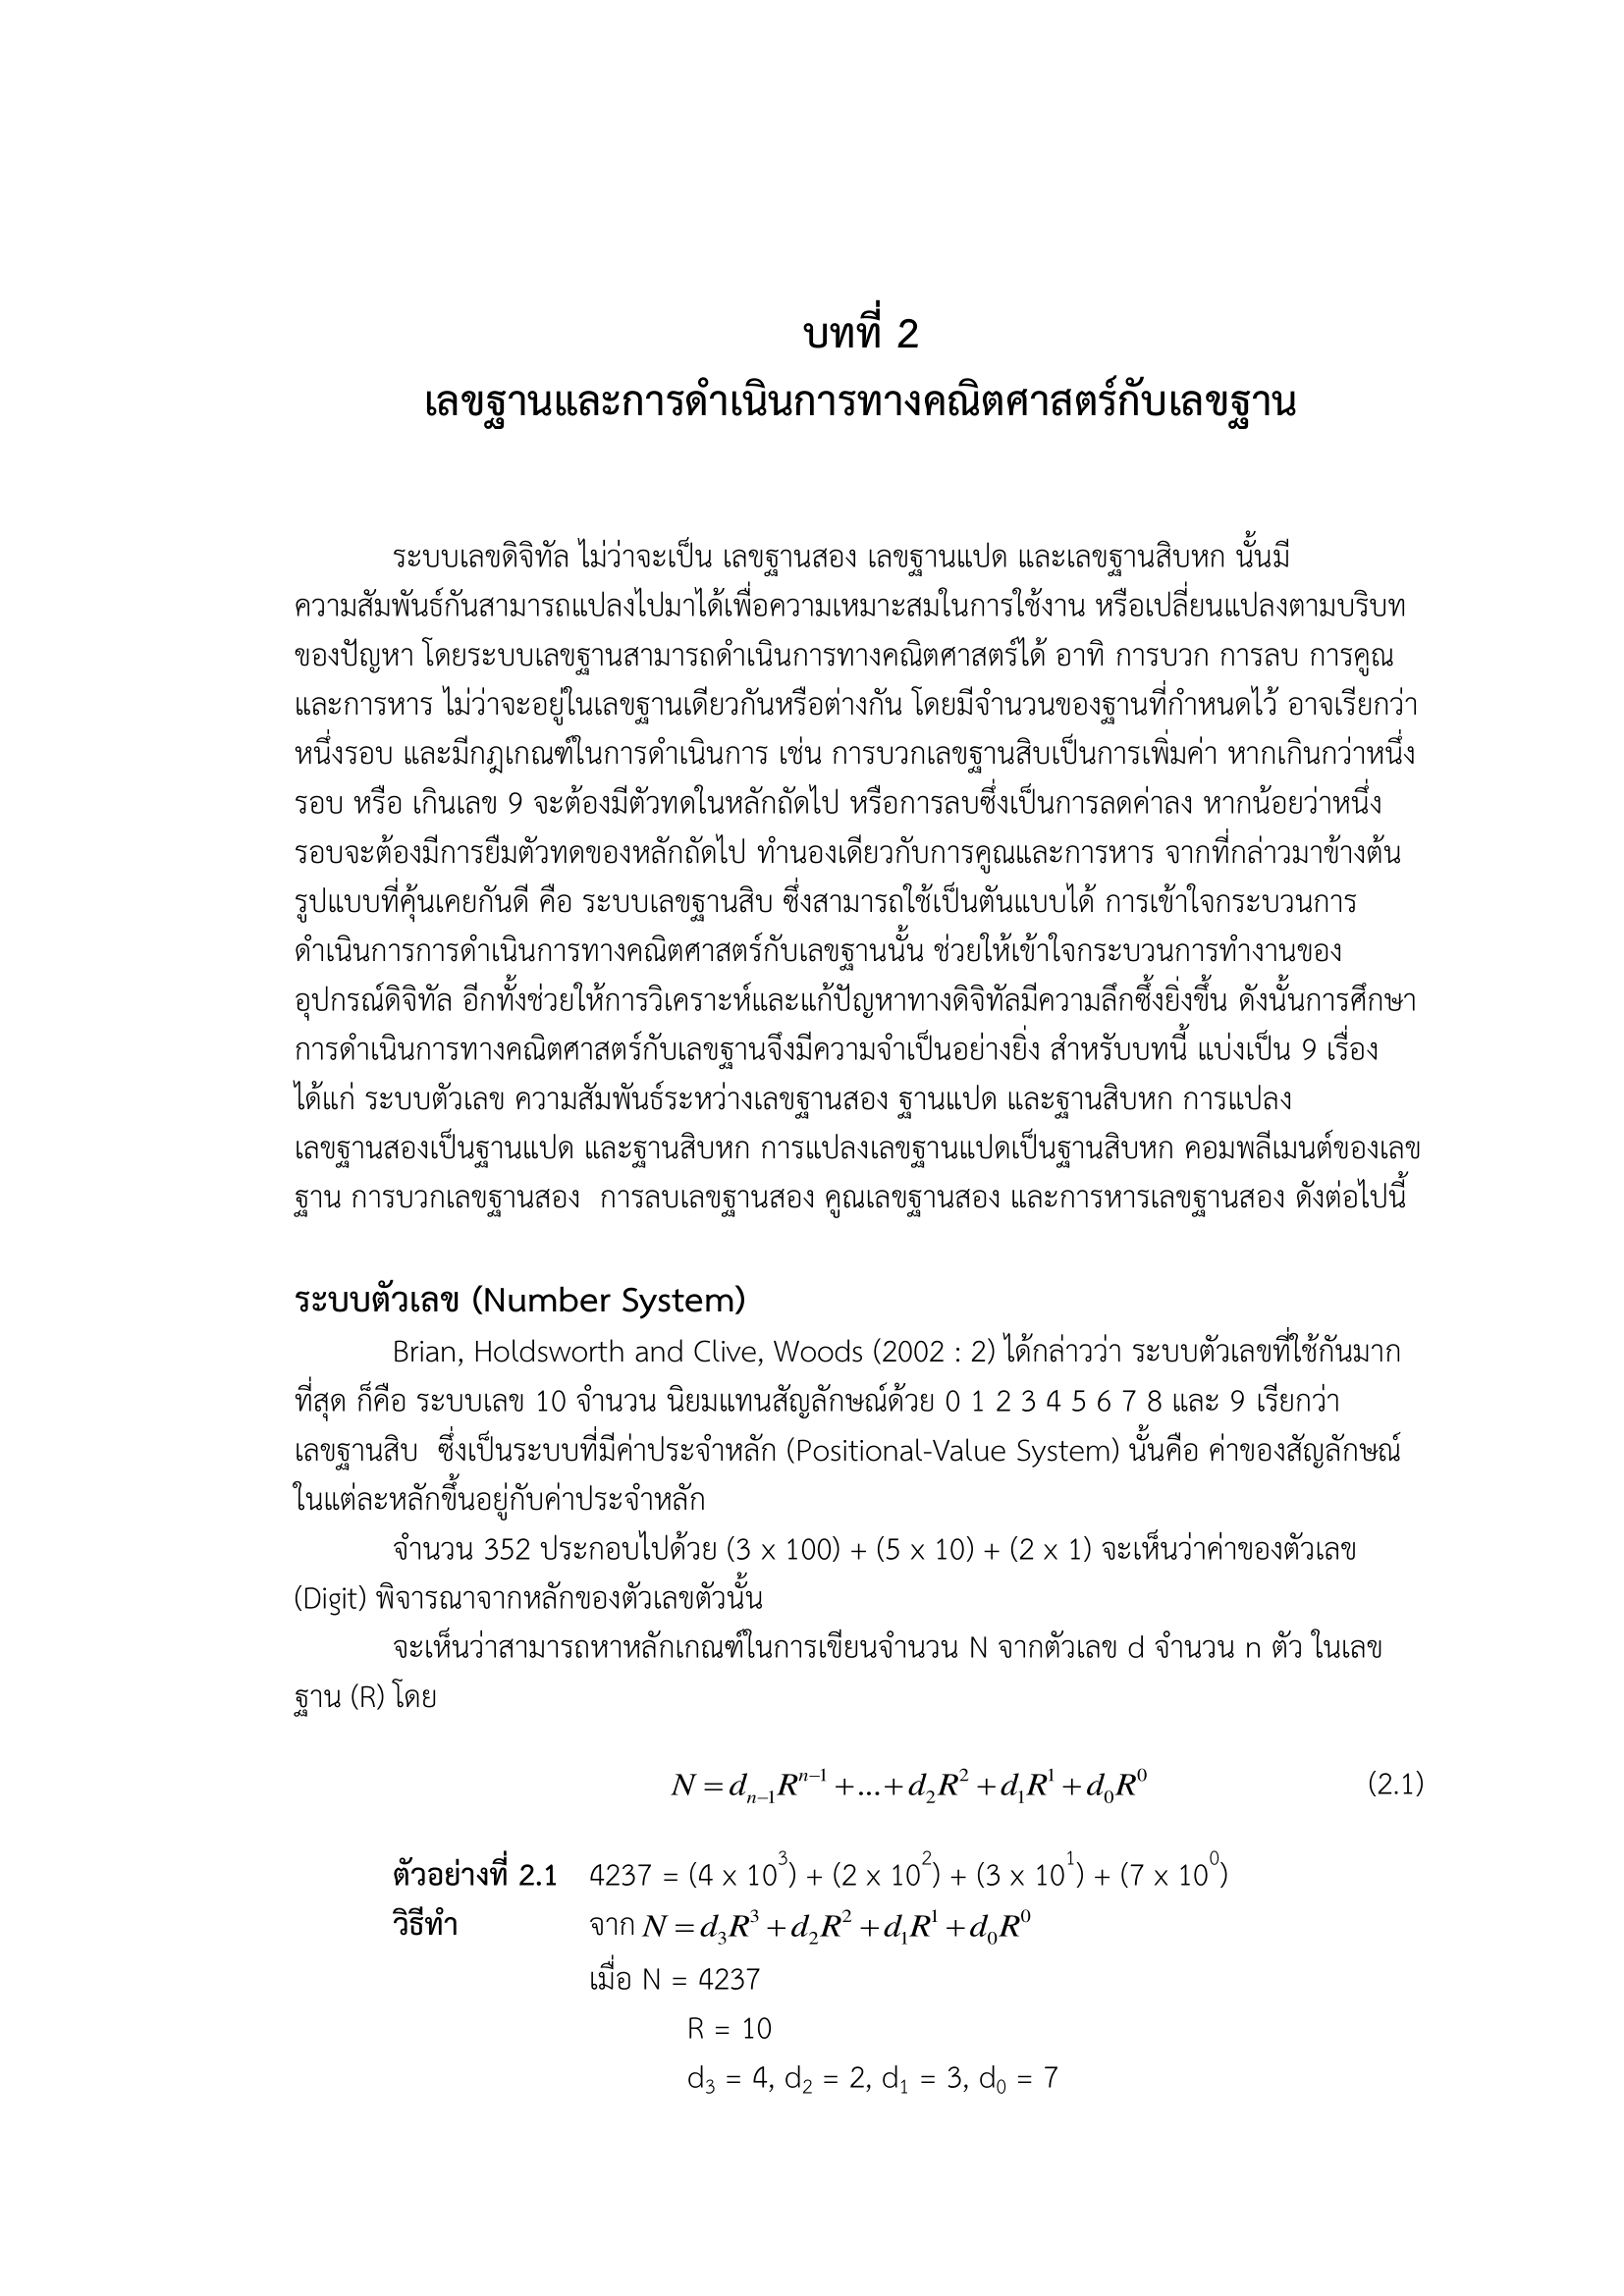 บทที่ 2
เลขฐานและการดำเนินการทางคณิตศาสตร์กับเลขฐาน
ระบบเลขดิจิทัล ไม่ว่าจะเป็น เลขฐานสอง เลขฐานแปด และเลขฐานสิบหก นั้นมี
ความสัมพันธ์กันสามารถแปลงไปมาได้เพื่อความเหมาะสมในการใช้งาน หรือเปลี่ยนแปลงตามบริบท
ของปัญหา โดยระบบเลขฐานสามารถดำเนินการทางคณิตศาสตร์ได้ อาทิ การบวก การลบ การคูณ
และการหาร ไม่ว่าจะอยู่ในเลขฐานเดียวกันหรือต่างกัน โดยมีจำนวนของฐานที่กำหนดไว้ อาจเรียกว่า
หนึ่งรอบ และมีกฎเกณฑ์ในการดำเนินการ เช่น การบวกเลขฐานสิบเป็นการเพิ่มค่า หากเกินกว่าหนึ่ง
รอบ หรือ เกินเลข 9 จะต้องมีตัวทดในหลักถัดไป หรือการลบซึ่งเป็นการลดค่าลง หากน้อยว่าหนึ่ง
รอบจะต้องมีการยืมตัวทดของหลักถัดไป ทำนองเดียวกับการคูณและการหาร จากที่กล่าวมาข้างต้น
รูปแบบที่คุ้นเคยกันดี คือ ระบบเลขฐานสิบ ซึ่งสามารถใช้เป็นต้นแบบได้ การเข้าใจกระบวนการ
ดำเนินการการดำเนินการทางคณิตศาสตร์กับเลขฐานนั้น ช่วยให้เข้าใจกระบวนการทำงานของ
อุปกรณ์ดิจิทัล อีกทั้งช่วยให้การวิเคราะห์และแก้ปัญหาทางดิจิทัลมีความลึกซึ้งยิ่งขึ้น ดังนั้นการศึกษา
การดำเนินการทางคณิตศาสตร์กับเลขฐานจึงมีความจำเป็นอย่างยิ่ง สำหรับบทนี้ แบ่งเป็น 9 เรื่อง
ได้แก่ ระบบตัวเลข ความสัมพันธ์ระหว่างเลขฐานสอง ฐานแปด และฐานสิบหก การแปลง
เลขฐานสองเป็นฐานแปด และฐานสิบหก การแปลงเลขฐานแปดเป็นฐานสิบหก คอมพลีเมนต์ของเลข
ฐาน การบวกเลขฐานสอง การลบเลขฐานสอง คูณเลขฐานสอง และการหารเลขฐานสอง ดังต่อไปนี้
ระบบตัวเลข (Number System)
Brian, Holdsworth and Clive, Woods (2002 : 2) ได้กล่าวว่า ระบบตัวเลขที่ใช้กันมาก
ที่สุด ก็คือ ระบบเลข 10 จำนวน นิยมแทนสัญลักษณ์ด้วย 0 1 2 3 4 5 6 7 8 และ 9 เรียกว่า
เลขฐานสิบ ซึ่งเป็นระบบที่มีค่าประจำหลัก (Positional-Value System) นั้นคือ ค่าของสัญลักษณ์
ในแต่ละหลักขึ้นอยู่กับค่าประจำหลัก
จำนวน 352 ประกอบไปด้วย (3 x 100) + (5 x 10) + (2 x 1) จะเห็นว่าค่าของตัวเลข
(Digit) พิจารณาจากหลักของตัวเลขตัวนั้น
จะเห็นว่าสามารถหาหลักเกณฑ์ในการเขียนจำนวน N จากตัวเลข d จำนวน n ตัว ในเลข
ฐาน (R) โดย
$N = d_{n-1}R^{n-1} + ... + d_2R^2 + d_1R^1 + d_0R^0$ (2.1)
ตัวอย่างที่ 2.1 4237 = (4 x 10³) + (2 x 10²) + (3 x 10¹) + (7 x 10⁰)
วิธีทำ จาก $N = d_3R^3 + d_2R^2 + d_1R^1 + d_0R^0$
เมื่อ N = 4237
R = 10
d₃ = 4, d₂ = 2, d₁ = 3, d₀ = 7